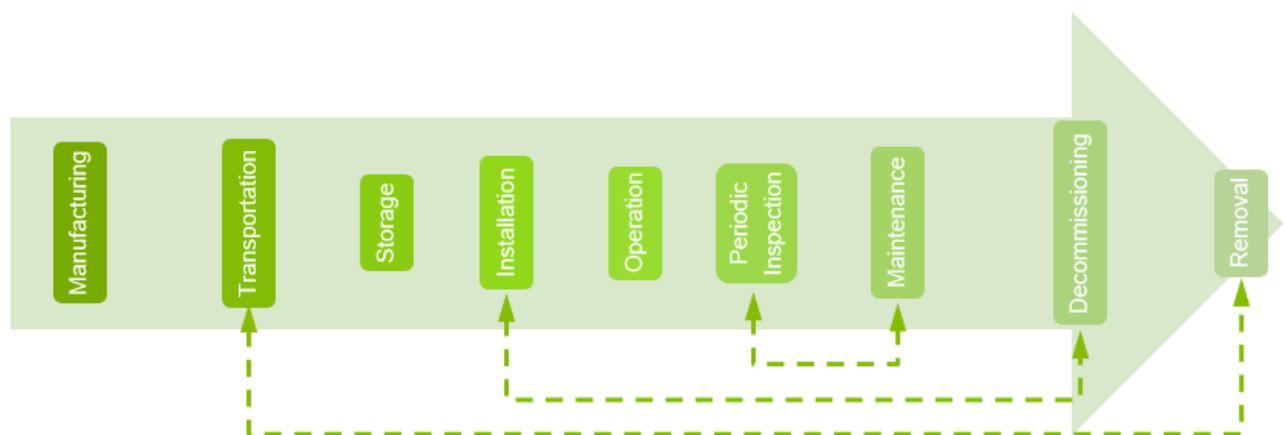 Manufacturing
Transportation
Storage
Installation
Operation
Periodic
Inspection
Maintenance
Decommissioning
Removal